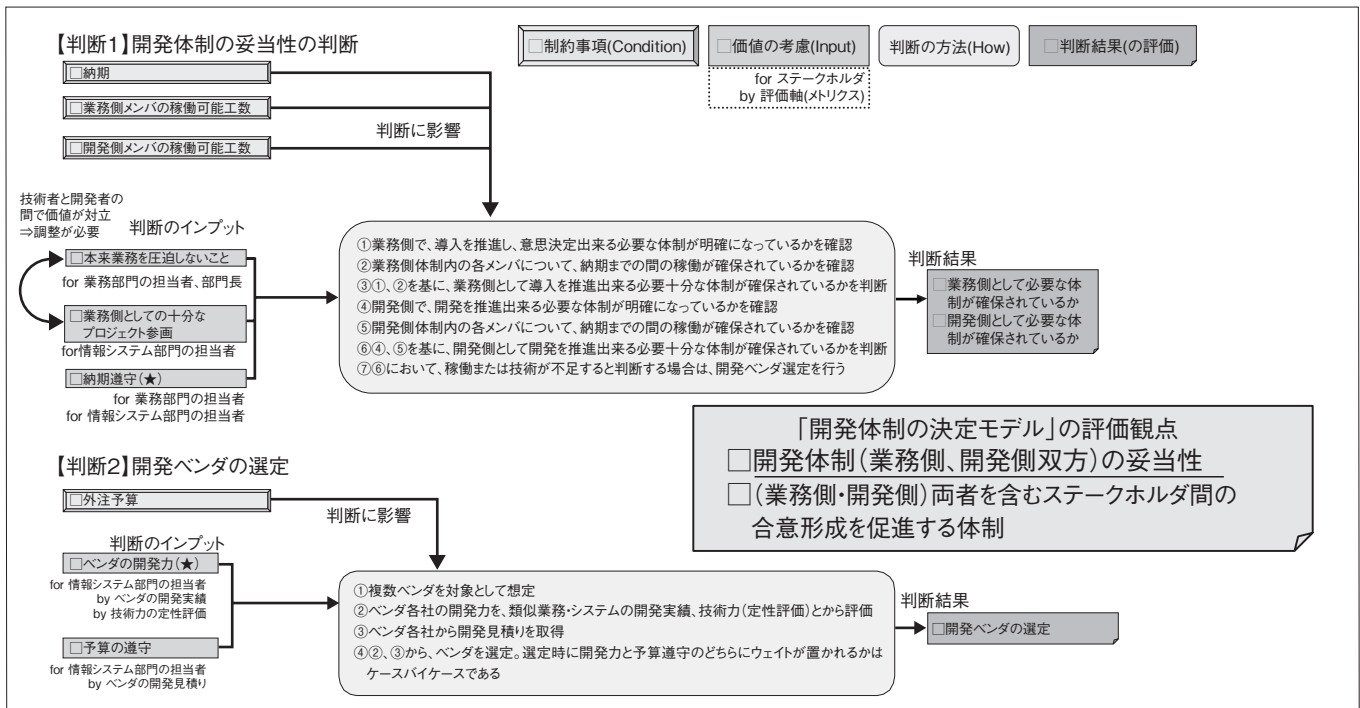 【判断1】開発体制の妥当性の判断
□制約事項(Condition)
□価値の考慮(Input)
判断の方法(How)
□判断結果(の評価)
for ステークホルダ
by 評価軸(メトリクス)
□納期
□業務側メンバの稼働可能工数
□開発側メンバの稼働可能工数
判断に影響
技術者と開発者の
間で価値が対立
⇒調整が必要
判断のインプット
□本来業務を圧迫しないこと
for 業務部門の担当者、部門長
□業務側としての十分な
プロジェクト参画
for情報システム部門の担当者
□納期遵守(★)
for 業務部門の担当者
for 情報システム部門の担当者
①業務側で、導入を推進し、意思決定出来る必要な体制が明確になっているかを確認
②業務側体制内の各メンバについて、納期までの間の稼働が確保されているかを確認
③①、②を基に、業務側として導入を推進出来る必要十分な体制が確保されているかを判断
④開発側で、開発を推進出来る必要な体制が明確になっているかを確認
⑤開発側体制内の各メンバについて、納期までの間の稼働が確保されているかを確認
⑥④、⑤を基に、開発側として開発を推進出来る必要十分な体制が確保されているかを判断
⑦⑥において、稼働または技術が不足すると判断する場合は、開発ベンダ選定を行う
判断結果
□業務側として必要な体
制が確保されているか
□開発側として必要な体
制が確保されているか
「開発体制の決定モデル」の評価観点
□開発体制(業務側、開発側双方)の妥当性
□(業務側・開発側)両者を含むステークホルダ間の
合意形成を促進する体制
【判断2】開発ベンダの選定
□外注予算
判断に影響
判断のインプット
□ベンダの開発力(★)
for 情報システム部門の担当者
by ベンダの開発実績
by 技術力の定性評価
□予算の遵守
for 情報システム部門の担当者
by ベンダの開発見積り
①複数ベンダを対象として想定
②ベンダ各社の開発力を、類似業務・システムの開発実績、技術力(定性評価)とから評価
③ベンダ各社から開発見積りを取得
④②、③から、ベンダを選定。選定時に開発力と予算遵守のどちらにウェイトが置かれるかは
ケースバイケースである
判断結果
□開発ベンダの選定